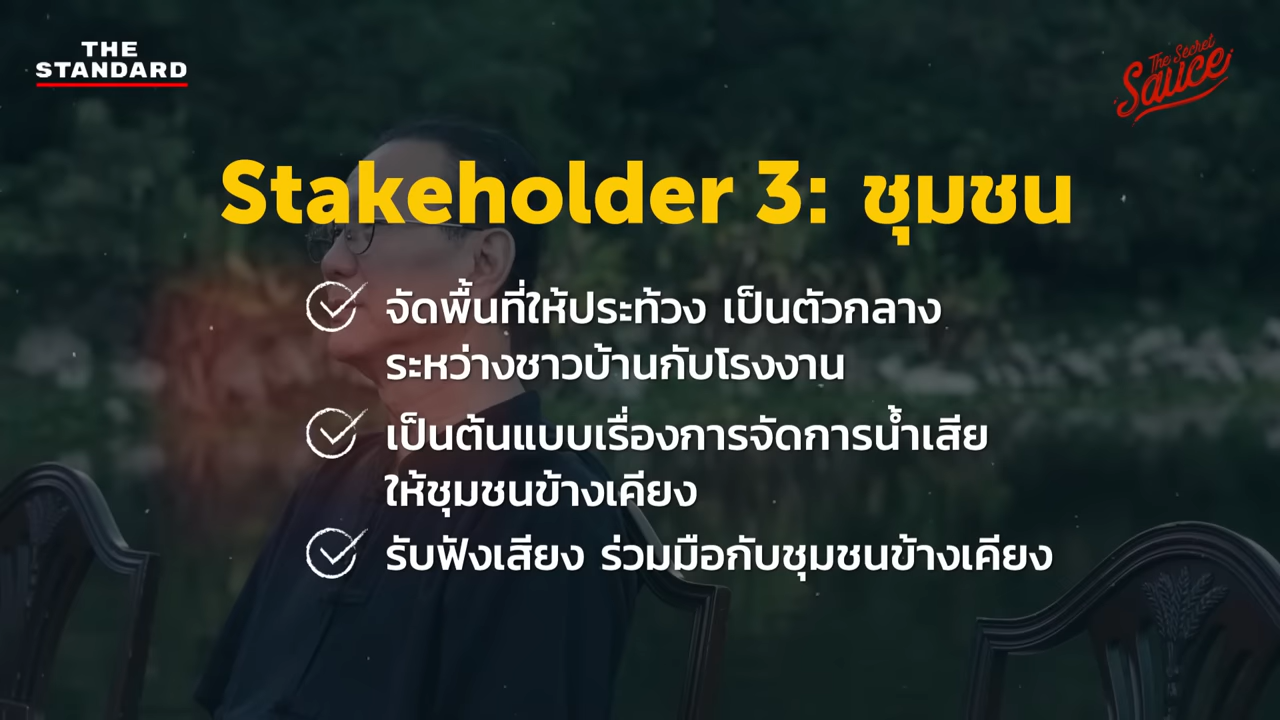 THE
STANDARD
The Secret
Sauce
Stakeholder 3: ชุมชน
จัดพื้นที่ให้ประท้วง เป็นตัวกลาง
ระหว่างชาวบ้านกับโรงงาน
เป็นต้นแบบเรื่องการจัดการน้ำเสีย
ให้ชุมชนข้างเคียง
รับฟังเสียง ร่วมมือกับชุมชนข้างเคียง